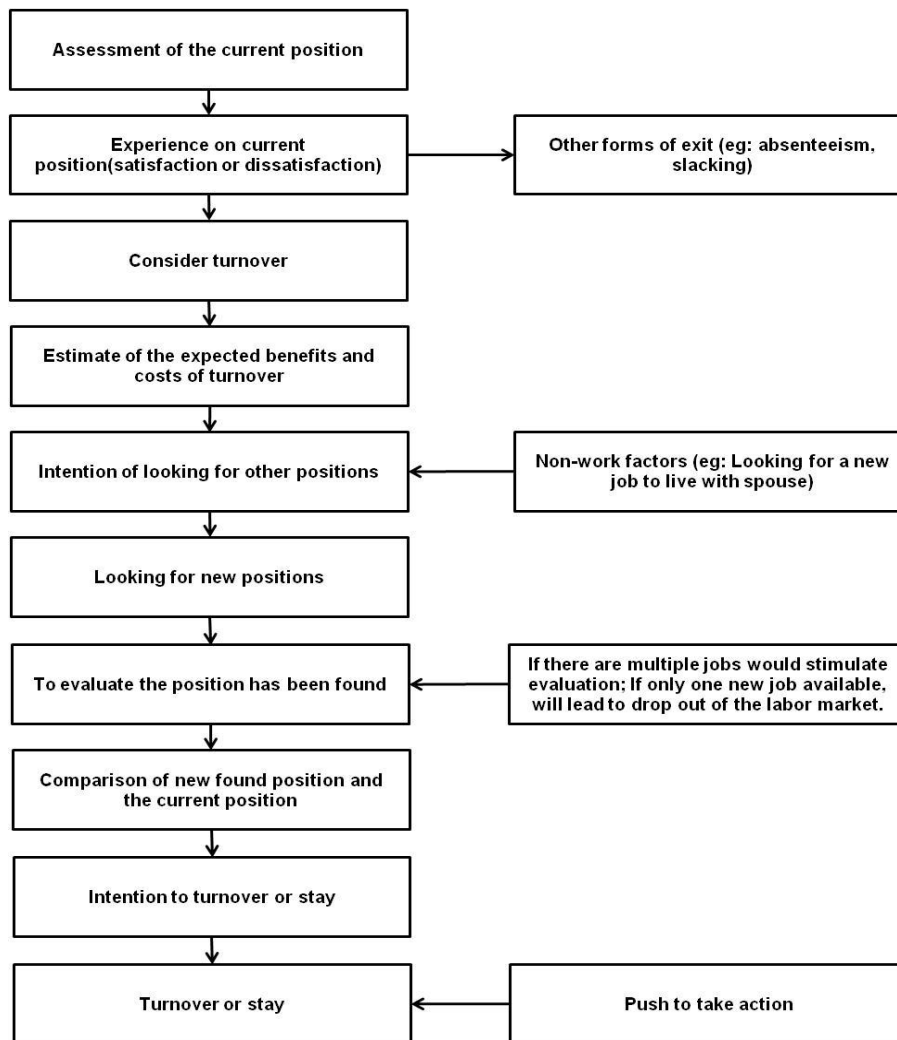 Assessment of the current position
Experience on current
position(satisfaction or dissatisfaction)
Other forms of exit (eg: absenteeism,
slacking)
Consider turnover
Estimate of the expected benefits and
costs of turnover
Intention of looking for other positions
Non-work factors (eg: Looking for a new
job to live with spouse)
Looking for new positions
To evaluate the position has been found
If there are multiple jobs would stimulate
evaluation; If only one new job available,
will lead to drop out of the labor market.
Comparison of new found position and
the current position
Intention to turnover or stay
Turnover or stay
Push to take action